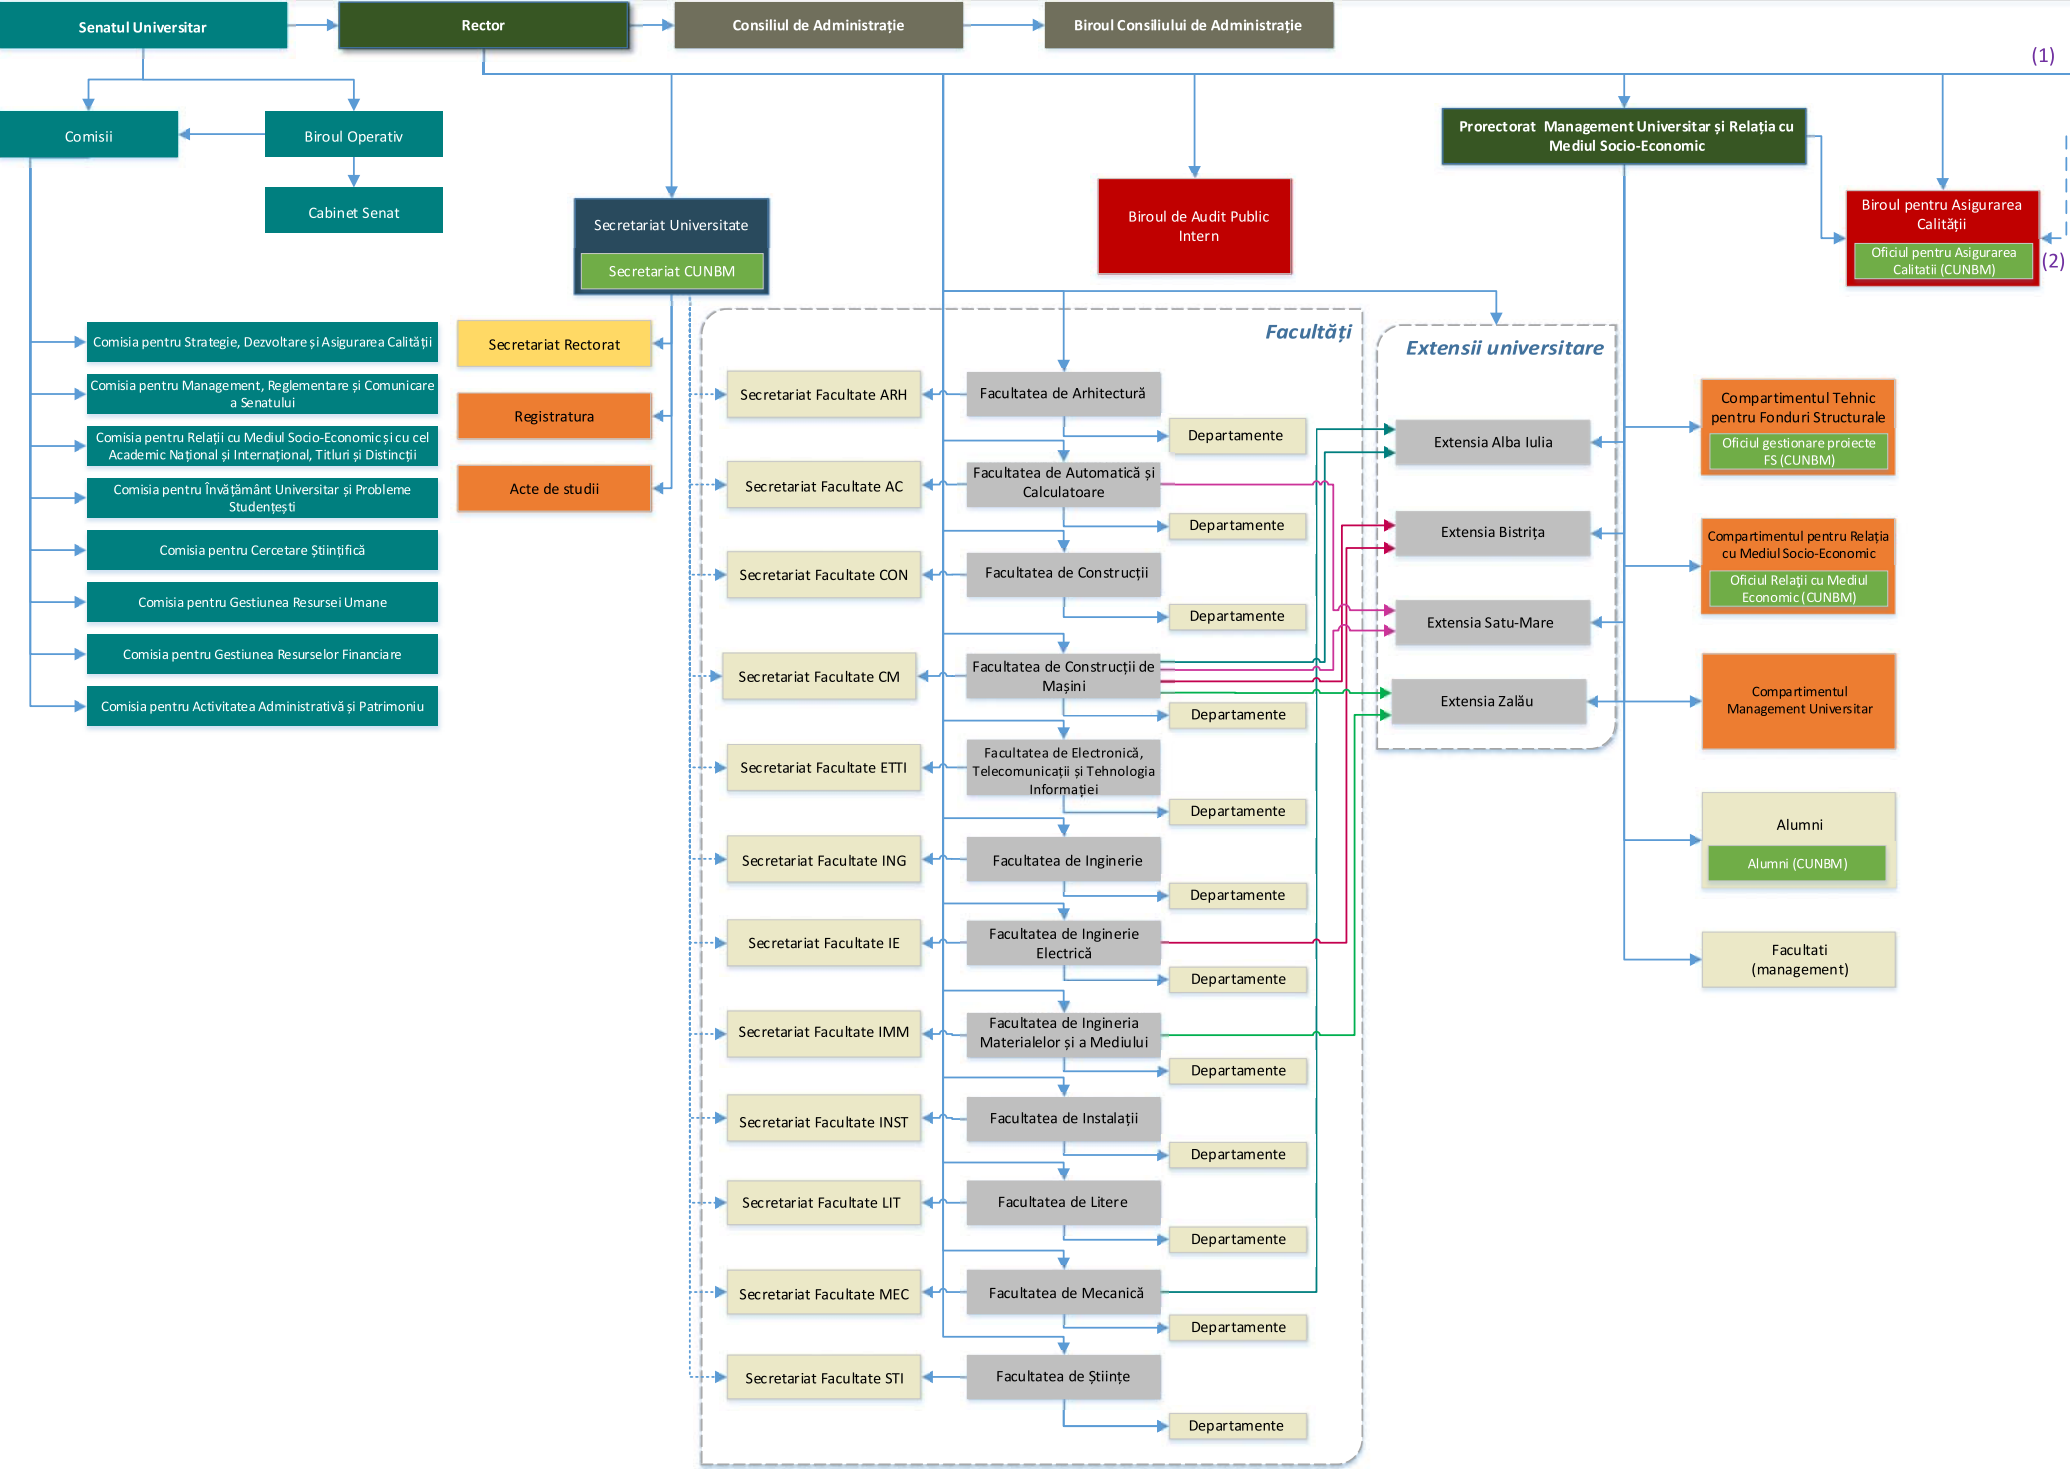 Senatul Universitar
Rector
Consiliul de Administrație
Biroul Consiliului de Administrație
(1)
Comisii
Biroul Operativ
Cabinet Senat
Prorectorat Management Universitar și Relația cu
Mediul Socio-Economic
Secretariat Universitate
Secretariat CUNBM
Biroul de Audit Public
Intern
Biroul pentru Asigurarea
Calității
Oficiul pentru Asigurarea
Calitatii (CUNBM)
(2)
Comisia pentru Strategie, Dezvoltare și Asigurarea Calității
Comisia pentru Management, Reglementare și Comunicare
a Senatului
Comisia pentru Relații cu Mediul Socio-Economic și cu cel
Academic Național și Internațional, Titluri și Distincții
Comisia pentru Învățământ Universitar și Probleme
Studențești
Comisia pentru Cercetare Științifică
Comisia pentru Gestiunea Resursei Umane
Comisia pentru Gestiunea Resurselor Financiare
Comisia pentru Activitatea Administrativă și Patrimoniu
Secretariat Rectorat
Registratura
Acte de studii
Facultăți
Secretariat Facultate ARH
Facultatea de Arhitectură
Departamente
Secretariat Facultate AC
Facultatea de Automatică și
Calculatoare
Departamente
Secretariat Facultate CON
Facultatea de Construcții
Departamente
Secretariat Facultate CM
Facultatea de Construcții de
Mașini
Departamente
Secretariat Facultate ETTI
Facultatea de Electronică,
Telecomunicații și Tehnologia
Informației
Departamente
Secretariat Facultate ING
Facultatea de Inginerie
Departamente
Secretariat Facultate IE
Facultatea de Inginerie
Electrică
Departamente
Secretariat Facultate IMM
Facultatea de Ingineria
Materialelor și a Mediului
Departamente
Secretariat Facultate INST
Facultatea de Instalații
Departamente
Secretariat Facultate LIT
Facultatea de Litere
Departamente
Secretariat Facultate MEC
Facultatea de Mecanică
Departamente
Secretariat Facultate STI
Facultatea de Științe
Departamente
Extensii universitare
Extensia Alba Iulia
Extensia Bistrița
Extensia Satu-Mare
Extensia Zalău
Compartimentul Tehnic
pentru Fonduri Structurale
Oficiul gestionare proiecte
FS (CUNBM)
Compartimentul pentru Relația
cu Mediul Socio-Economic
Oficiul Relații cu Mediul
Economic (CUNBM)
Compartimentul
Management Universitar
Alumni
Alumni (CUNBM)
Facultati
(management)